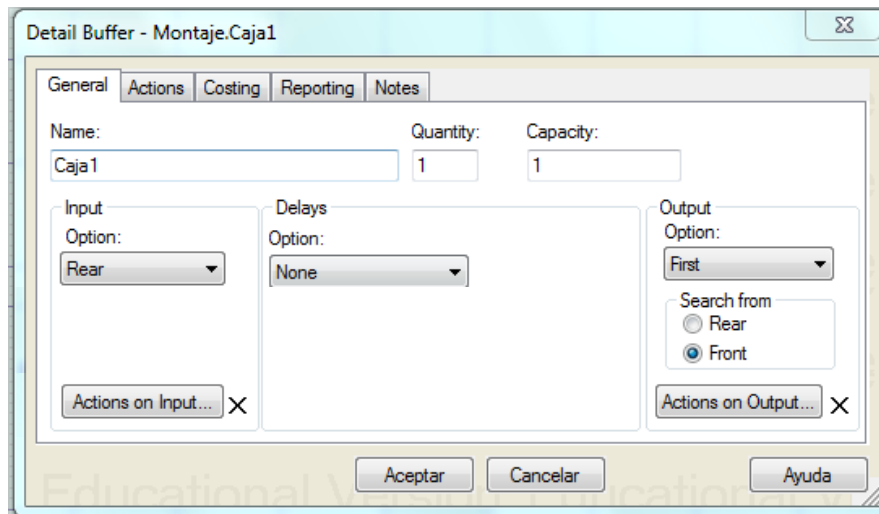 Detail Buffer - Montaje.Caja1
General Actions Costing Reporting Notes
Name: Quantity: Capacity:
Caja1 1 1
Input Delays Output
Option: Option: Option:
Rear None First
Search from
Rear
Front
Actions on Input... Actions on Output...
Aceptar Cancelar Ayuda
Educational Version Educational V